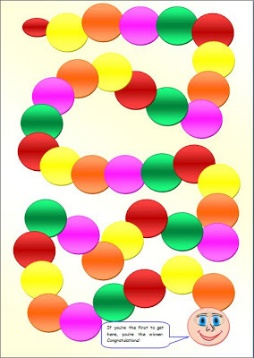 If you're the first to get
here, you're the winner.
Congratulations!